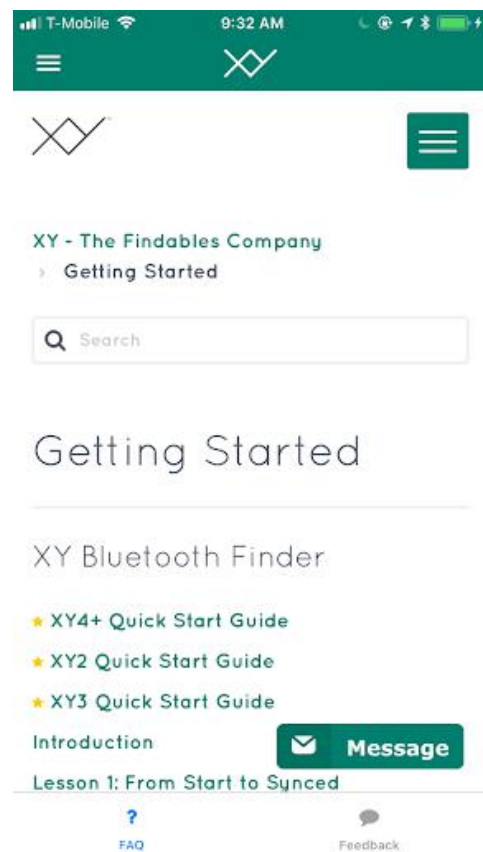 T-Mobile 9:32 AM
XY
XY
XY - The Findables Company
› Getting Started
Search
Getting Started
XY Bluetooth Finder
XY4+ Quick Start Guide
XY2 Quick Start Guide
XY3 Quick Start Guide
Introduction
Message
Lesson 1: From Start to Synced
? 
FAQ
Feedback